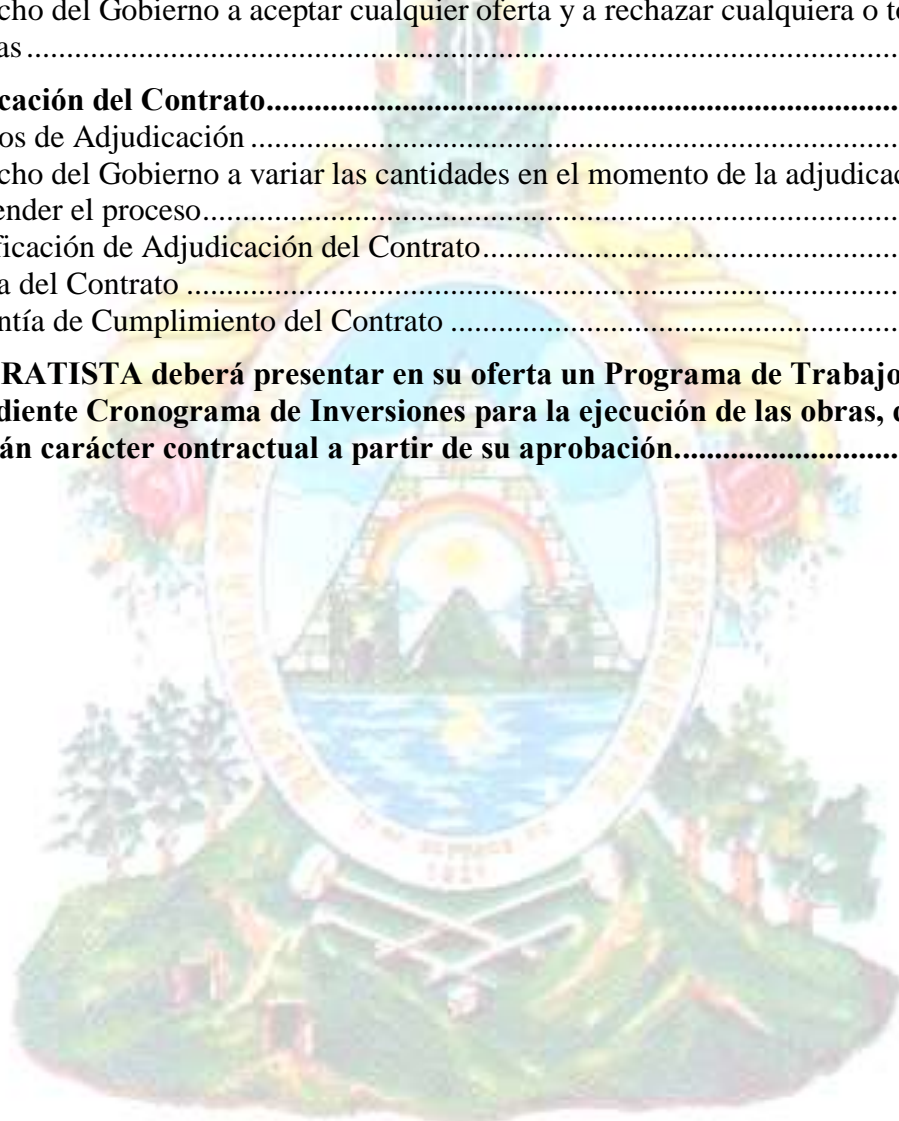 cho del Gobierno a aceptar cualquier oferta y a rechazar cualquiera o to
as
cación del Contrato
os de Adjudicación
cho del Gobierno a variar las cantidades en el momento de la adjudicac
ender el proceso
ficación de Adjudicación del Contrato
a del Contrato
ntía de Cumplimiento del Contrato
RATISTA deberá presentar en su oferta un Programa de Trabajo
diente Cronograma de Inversiones para la ejecución de las obras,
án carácter contractual a partir de su aprobación.